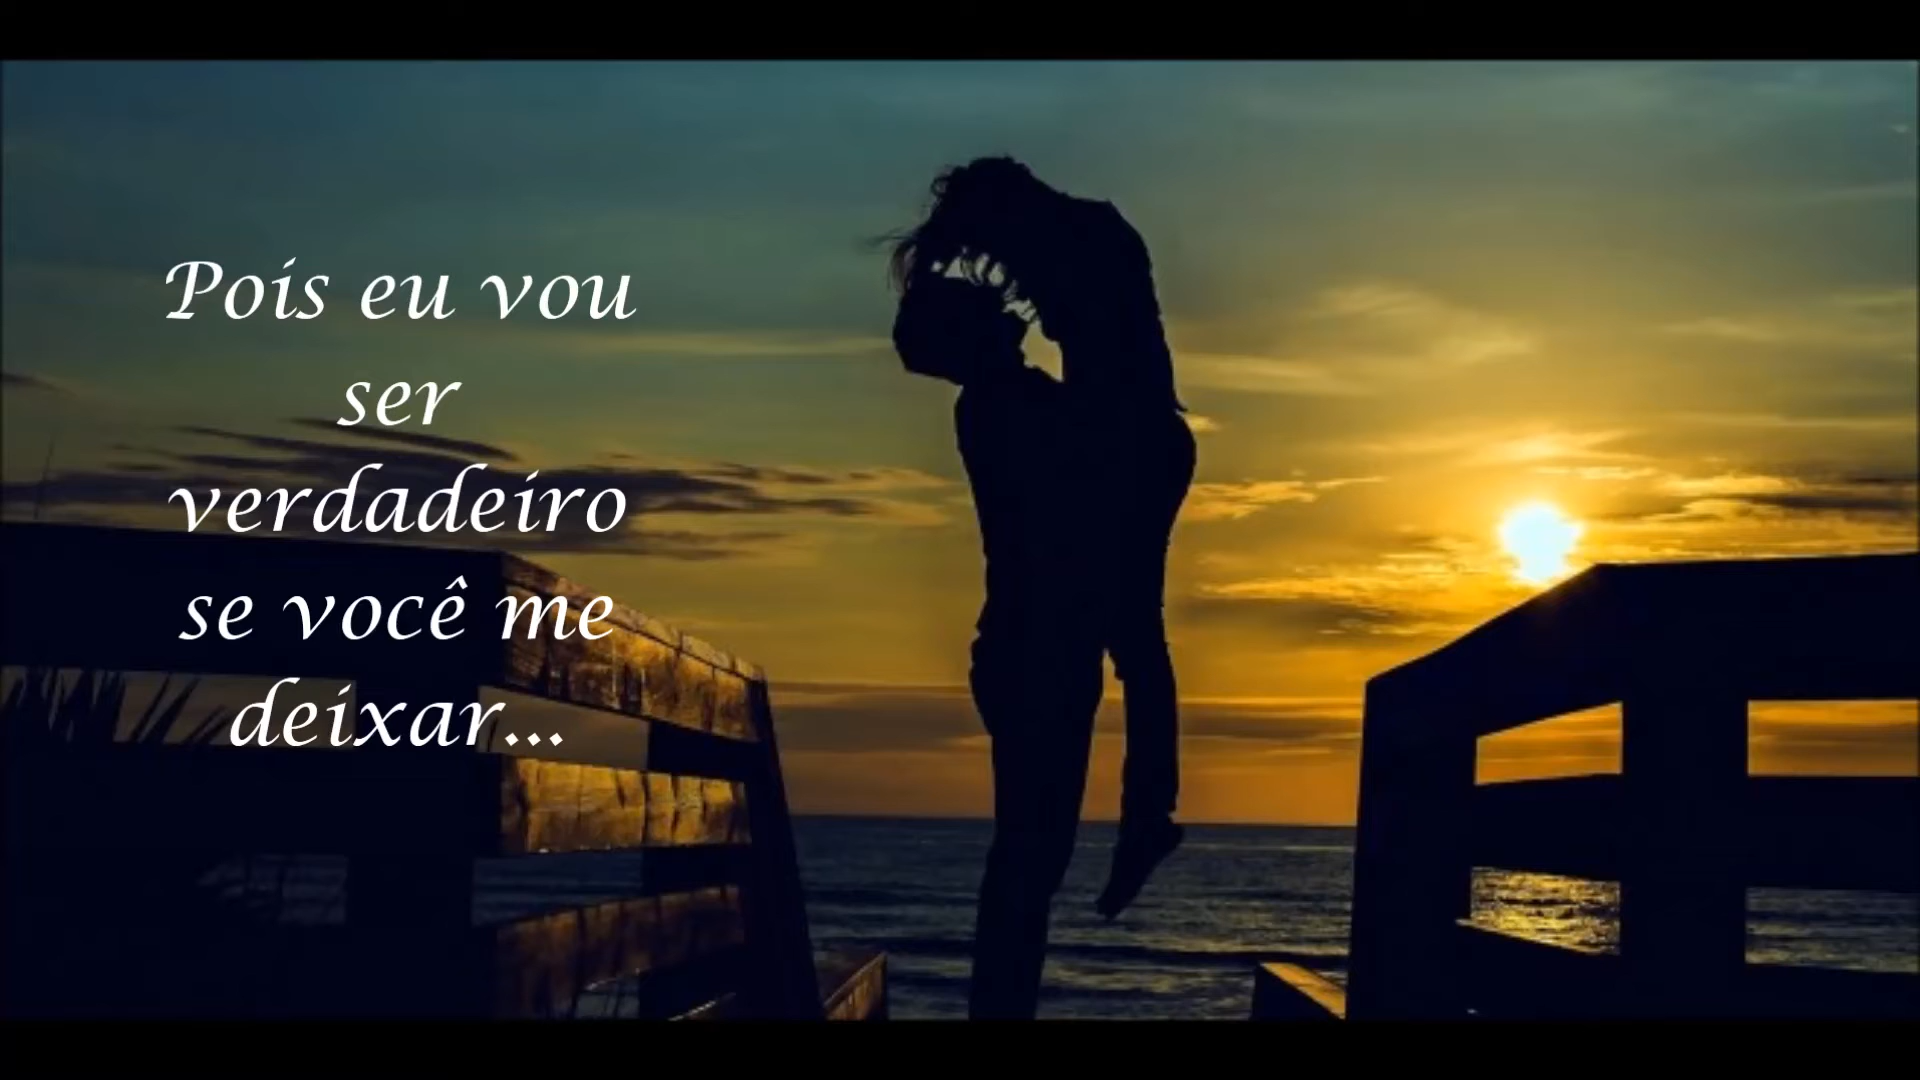 Pois eu vou
ser
verdadeiro
se você me
deixar...